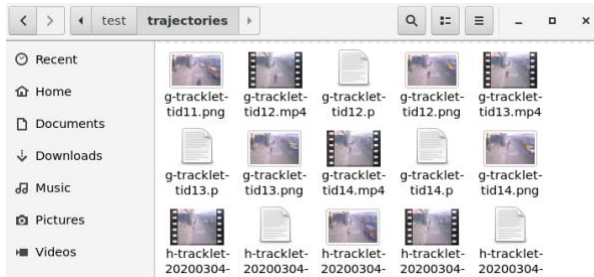 test trajectories
Recent
Home
Documents
Downloads
Music
Pictures
Videos
g-tracklet-
tid11.png
g-tracklet-
tid12.mp4
g-tracklet-
tid12.p
g-tracklet-
tid12.png
g-tracklet-
tid13.mp4
g-tracklet-
tid13.p
g-tracklet-
tid13.png
g-tracklet-
tid14.mp4
g-tracklet-
tid14.p
g-tracklet-
tid14.png
h-tracklet-
20200304-
h-tracklet-
20200304-
h-tracklet-
20200304-
h-tracklet-
20200304-
h-tracklet-
20200304-